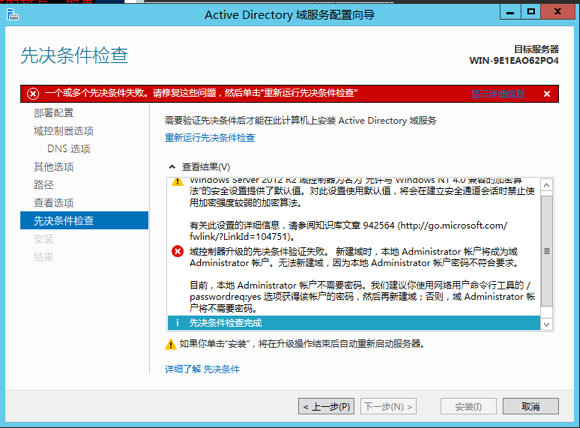 Active Directory 域服务配置向导
先决条件检查
目标服务器
WIN-9E1EAO62PO4
一个或多个先决条件失败。请修复这些问题，然后单击"重新运行先决条件检查"
显示详细信息
部署配置
域控制器选项
DNS 选项
其他选项
路径
查看选项
先决条件检查
安装
结果
需要验证先决条件后才能在此计算机上安装 Active Directory 域服务
重新运行先决条件检查
查看结果(V)
Windows Server 2012 R2 域控制器为名为"允许与 Windows NT 4.0 兼容的加密算
法"的安全设置提供了默认值。对此设置使用默认值，将会在建立安全通道会话时禁止使
用加密强度较弱的加密算法。
有关此设置的详细信息，请参阅知识库文章 942564 (http://go.microsoft.com/
fwlink/?LinkId=104751)。
域控制器升级的先决条件验证失败。 新建域时，本地 Administrator 帐户将成为域
Administrator 帐户。无法新建域，因为本地 Administrator 帐户密码不符合要求。
目前，本地 Administrator 帐户不需要密码。我们建议你使用网络用户命令行工具的 /
passwordreq:yes 选项获得该帐户的密码，然后再新建域；否则，域 Administrator 帐
户将不需要密码。
先决条件检查完成
如果你单击"安装"，将在升级操作结束后自动重新启动服务器。
详细了解 先决条件
< 上一步(P)
下一步(N) >
安装(I)
取消